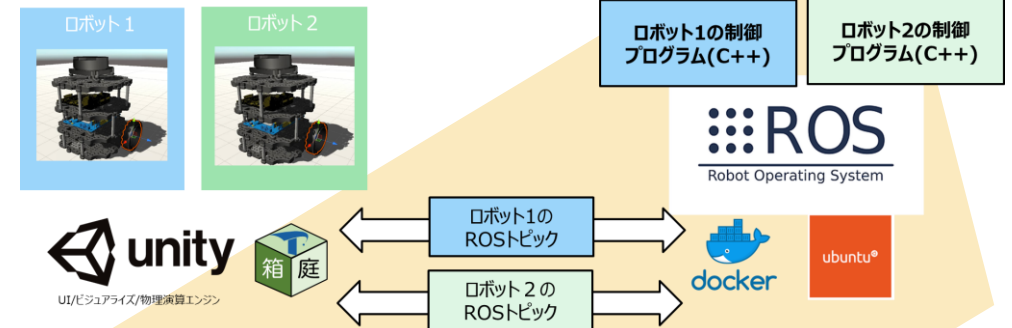 ロボット１
ロボット２
ロボット1の制御
プログラム(C++)
ロボット2の制御
プログラム(C++)
ROS
Robot Operating System
ロボット1の
ROSトピック
unity
箱庭
UI/ビジュアライズ/物理演算エンジン
docker
ubuntu®
ロボット２の
ROSトピック